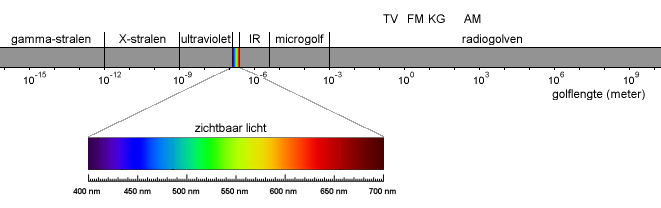 TV FM KG AM
gamma-stralen X-stralen ultraviolet IR microgolf radiogolven
10-15 10-12 10-9 10-6 10-3 100 103 106 109
golflengte (meter)
zichtbaar licht
400 nm 450 nm 500 nm 550 nm 600 nm 650 nm 700 nm